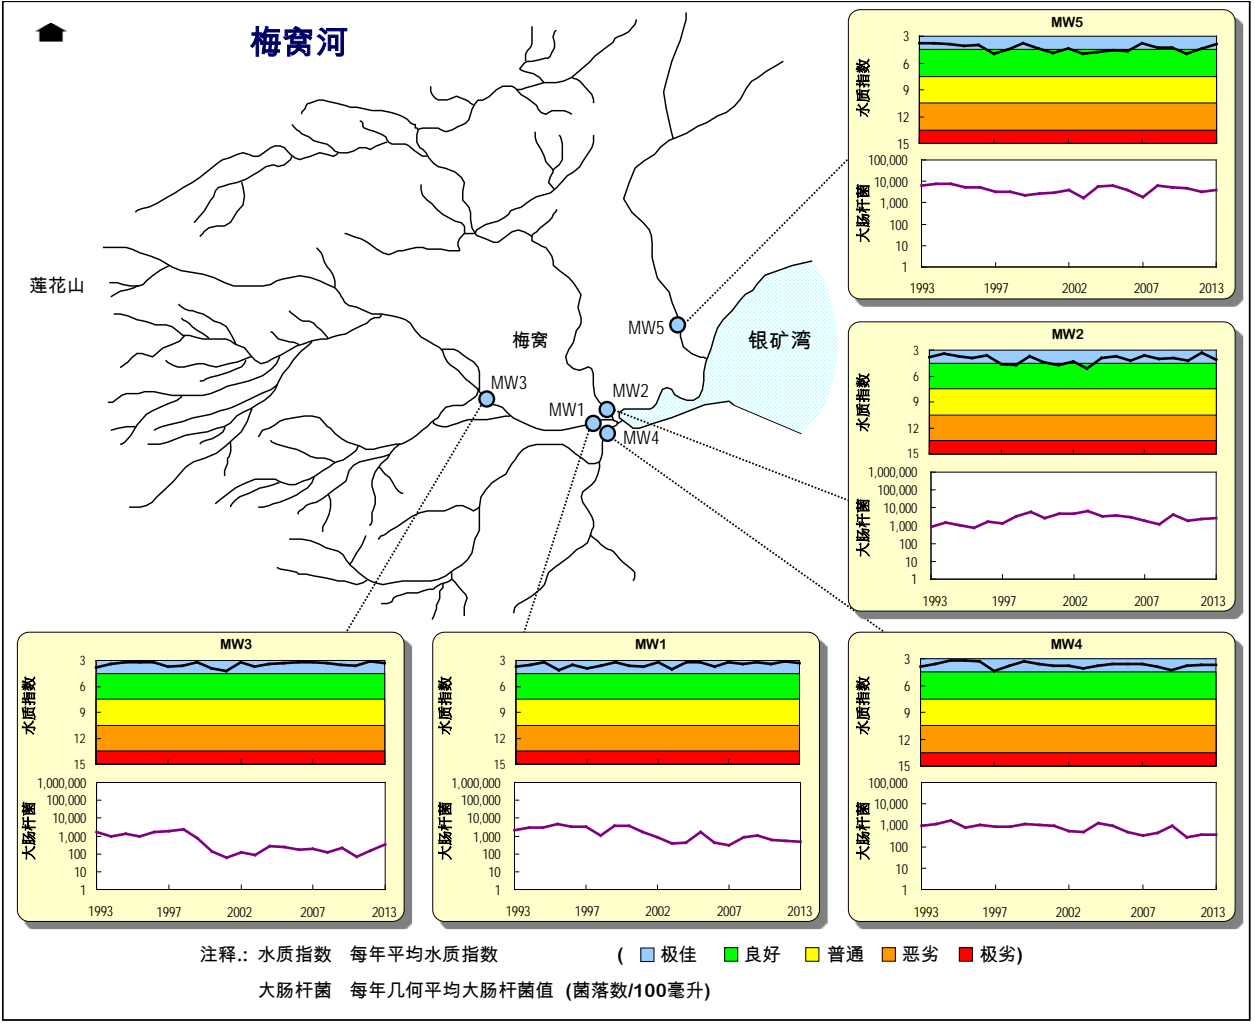 梅窝河
莲花山
梅窝
银矿湾
MW5
MW3
MW2
MW1
MW4
MW5
水质指数
3
6
9
12
15
大肠杆菌
100,000
10,000
1,000
100
10
1
1993 1997 2002 2007 2013
MW2
水质指数
3
6
9
12
15
大肠杆菌
1,000,000
100,000
10,000
1,000
100
10
1
1993 1997 2002 2007 2013
MW3
水质指数
3
6
9
12
15
大肠杆菌
1,000,000
100,000
10,000
1,000
100
10
1
1993 1997 2002 2007 2013
MW1
水质指数
3
6
9
12
15
大肠杆菌
1,000,000
100,000
10,000
1,000
100
10
1
1993 1997 2002 2007 2013
MW4
水质指数
3
6
9
12
15
大肠杆菌
100,000
10,000
1,000
100
10
1
1993 1997 2002 2007 2013
注释.: 水质指数 每年平均水质指数 ( 极佳 良好 普通 恶劣 极劣)
大肠杆菌 每年几何平均大肠杆菌值 (菌落数/100毫升)